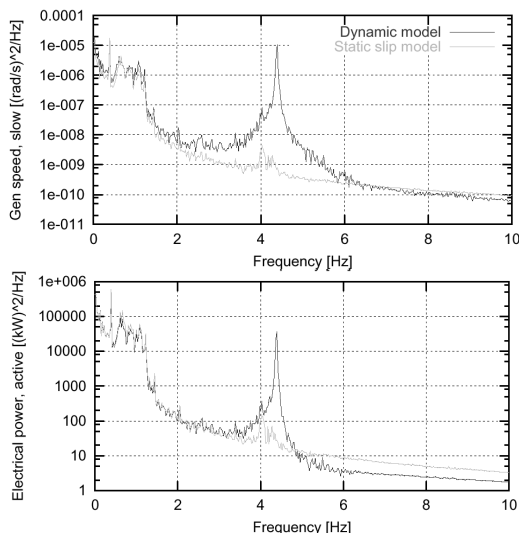 0.0001
1e-005
1e-006
1e-007
1e-008
1e-009
1e-010
1e-011
Gen speed, slow [(rad/s)^2/Hz]
Dynamic model
Static slip model
0 2 4 6 8 10
Frequency [Hz]
1e+006
100000
10000
1000
100
10
1
Electrical power, active [(kW)^2/Hz]
0 2 4 6 8 10
Frequency [Hz]